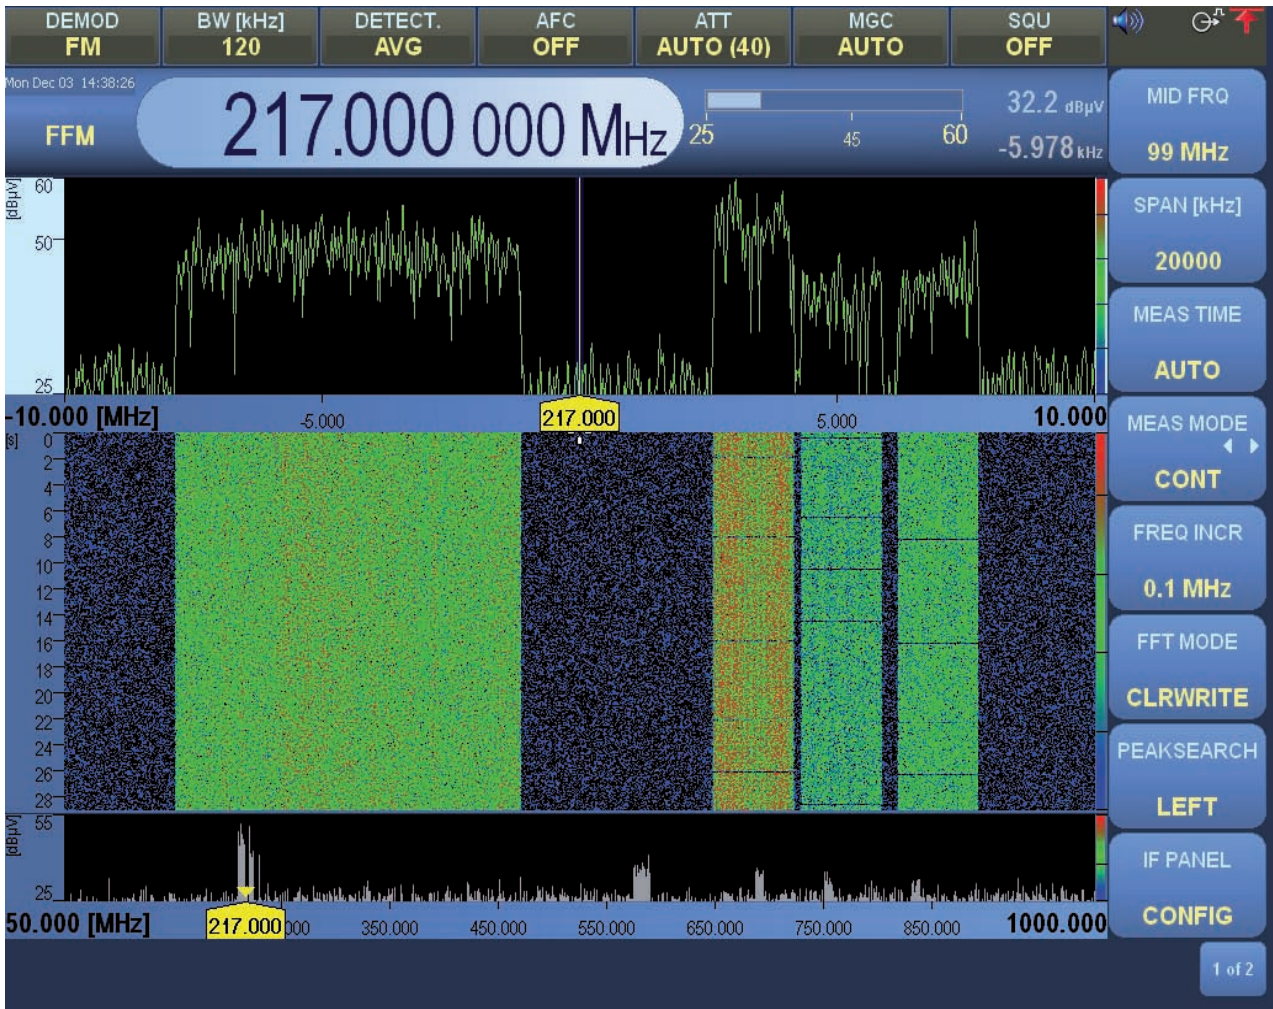 DEMOD BW [kHz] DETECT. AFC ATT MGC SQU
FM 120 AVG OFF AUTO (40) AUTO OFF
Mon Dec 03 14:38:26
FFM
217.000 000 MHz
25 45 60
32.2 dBµV
-5.978 kHz
MID FRQ
99 MHz
SPAN [kHz]
20000
MEAS TIME
AUTO
MEAS MODE
CONT
FREQ INCR
0.1 MHz
FFT MODE
CLRWRITE
PEAKSEARCH
LEFT
IF PANEL
CONFIG
1 of 2
[dBµV]
60
50
25
-10.000 [MHz] -5.000 217.000 5.000 10.000
[s]
0
2
4
6
8
10
12
14
16
18
20
22
24
26
28
[dBµV]
55
25
50.000 [MHz] 217.000 000 350.000 450.000 550.000 650.000 750.000 850.000 1000.000